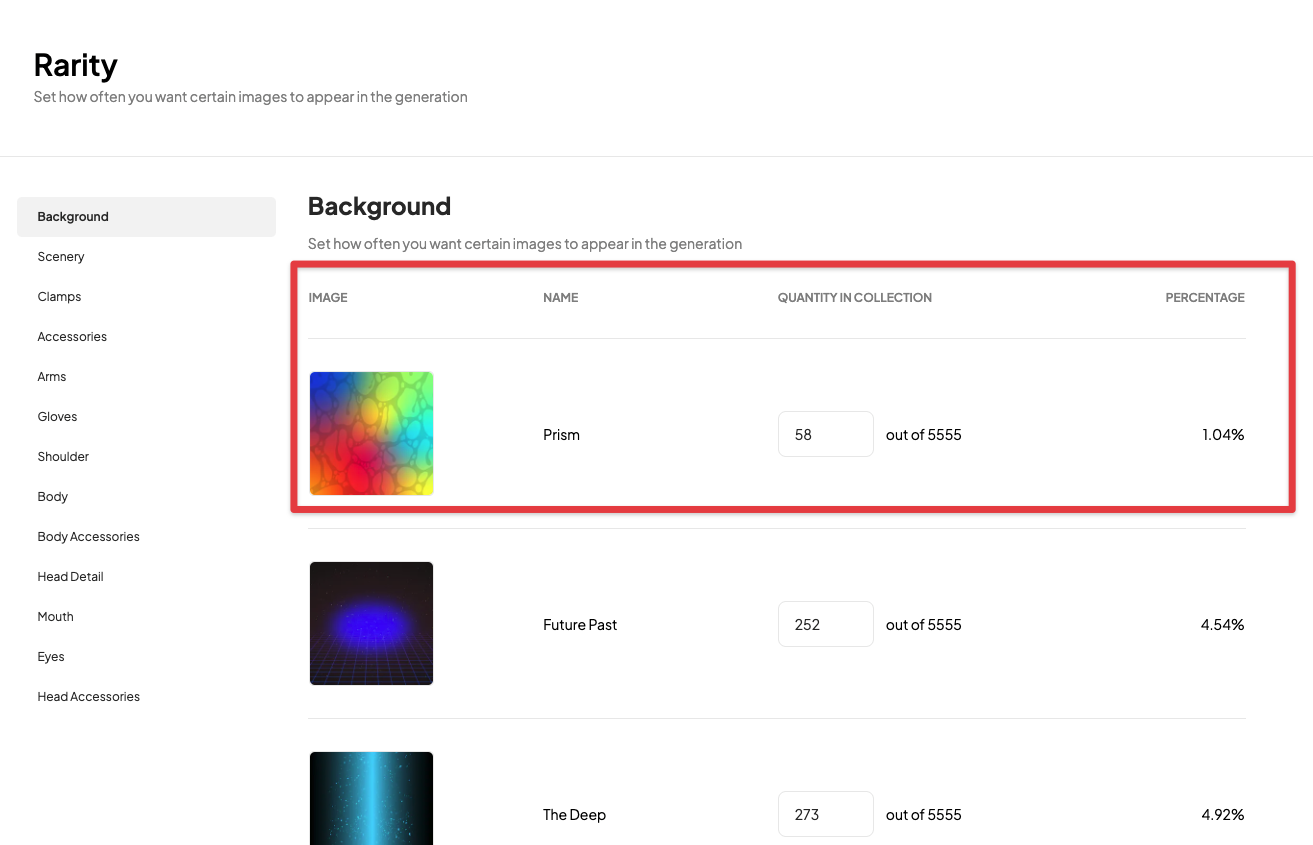 Rarity
Set how often you want certain images to appear in the generation
Background
Scenery
Clamps
Accessories
Arms
Gloves
Shoulder
Body
Body Accessories
Head Detail
Mouth
Eyes
Head Accessories
Background
Set how often you want certain images to appear in the generation
IMAGE NAME QUANTITY IN COLLECTION PERCENTAGE
Prism 58 out of 5555 1.04%
Future Past 252 out of 5555 4.54%
The Deep 273 out of 5555 4.92%